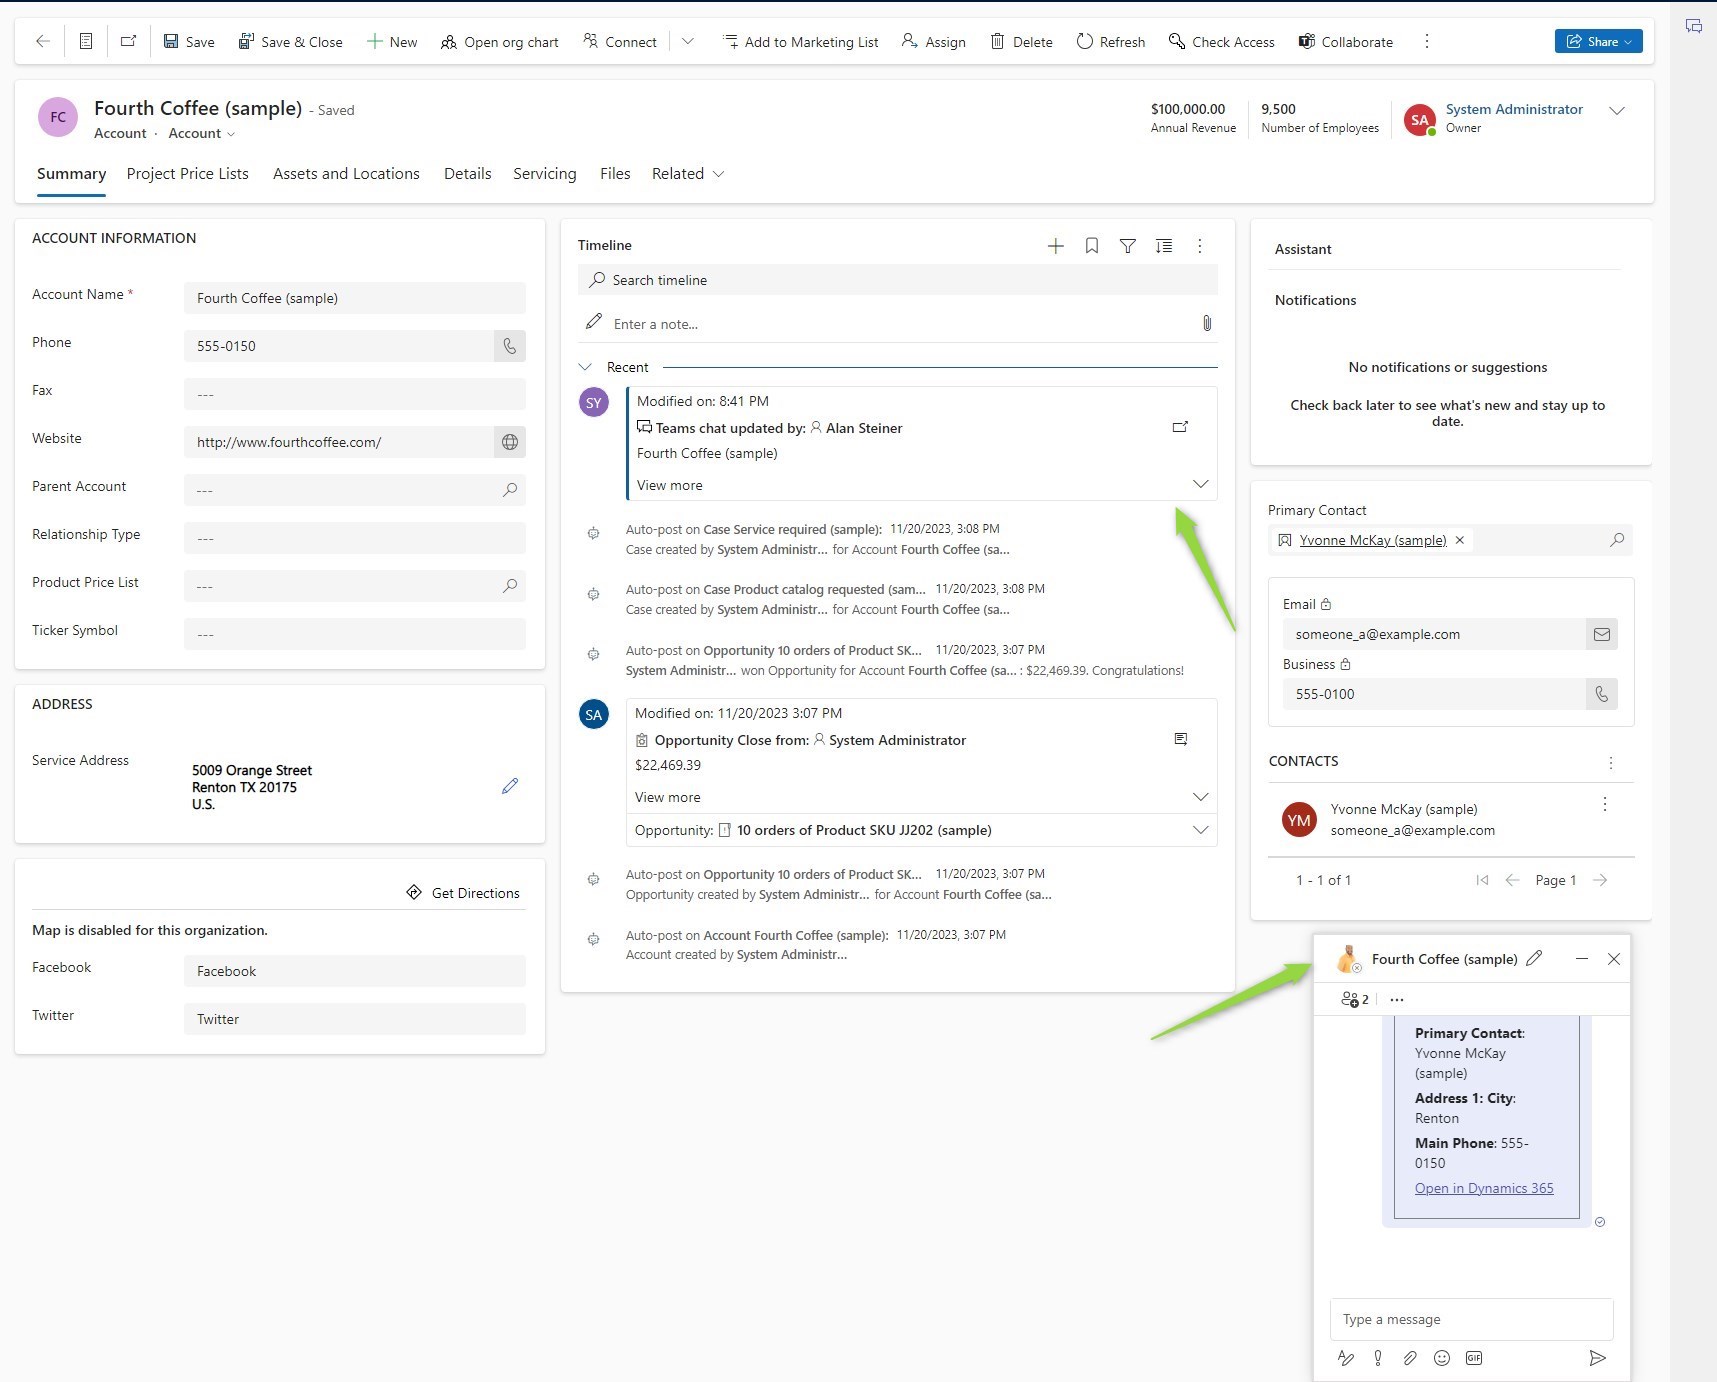 Save
Save & Close
New
Open org chart
Connect
Add to Marketing List
Assign
Delete
Refresh
Check Access
Collaborate
Share
FC
Fourth Coffee (sample) - Saved
Account · Account
$100,000.00
Annual Revenue
9,500
Number of Employees
SA
System Administrator
Owner
Summary
Project Price Lists
Assets and Locations
Details
Servicing
Files
Related
ACCOUNT INFORMATION
Account Name *
Fourth Coffee (sample)
Phone
555-0150
Fax
---
Website
http://www.fourthcoffee.com/
Parent Account
---
Relationship Type
---
Product Price List
---
Ticker Symbol
---
ADDRESS
Service Address
5009 Orange Street
Renton TX 20175
U.S.
Get Directions
Map is disabled for this organization.
Facebook
Facebook
Twitter
Twitter
Timeline
Search timeline
Enter a note...
Recent
SY
Modified on: 8:41 PM
Teams chat updated by: Alan Steiner
Fourth Coffee (sample)
View more
Auto-post on Case Service required (sample): 11/20/2023, 3:08 PM
Case created by System Administr... for Account Fourth Coffee (sa...
Auto-post on Case Product catalog requested (sam... 11/20/2023, 3:08 PM
Case created by System Administr... for Account Fourth Coffee (sa...
Auto-post on Opportunity 10 orders of Product SK... 11/20/2023, 3:07 PM
System Administr... won Opportunity for Account Fourth Coffee (sa... : $22,469.39. Congratulations!
SA
Modified on: 11/20/2023 3:07 PM
Opportunity Close from: System Administrator
$22,469.39
View more
Opportunity: 10 orders of Product SKU JJ202 (sample)
Auto-post on Opportunity 10 orders of Product SK... 11/20/2023, 3:07 PM
Opportunity created by System Administr... for Account Fourth Coffee (sa...
Auto-post on Account Fourth Coffee (sample): 11/20/2023, 3:07 PM
Account created by System Administr...
Assistant
Notifications
No notifications or suggestions
Check back later to see what's new and stay up to
date.
Primary Contact
Yvonne McKay (sample)
Email
someone_a@example.com
Business
555-0100
CONTACTS
YM
Yvonne McKay (sample)
someone_a@example.com
1 - 1 of 1
Page 1
Fourth Coffee (sample)
2
Primary Contact:
Yvonne McKay
(sample)
Address 1: City:
Renton
Main Phone: 555-
0150
Open in Dynamics 365
Type a message
GIF